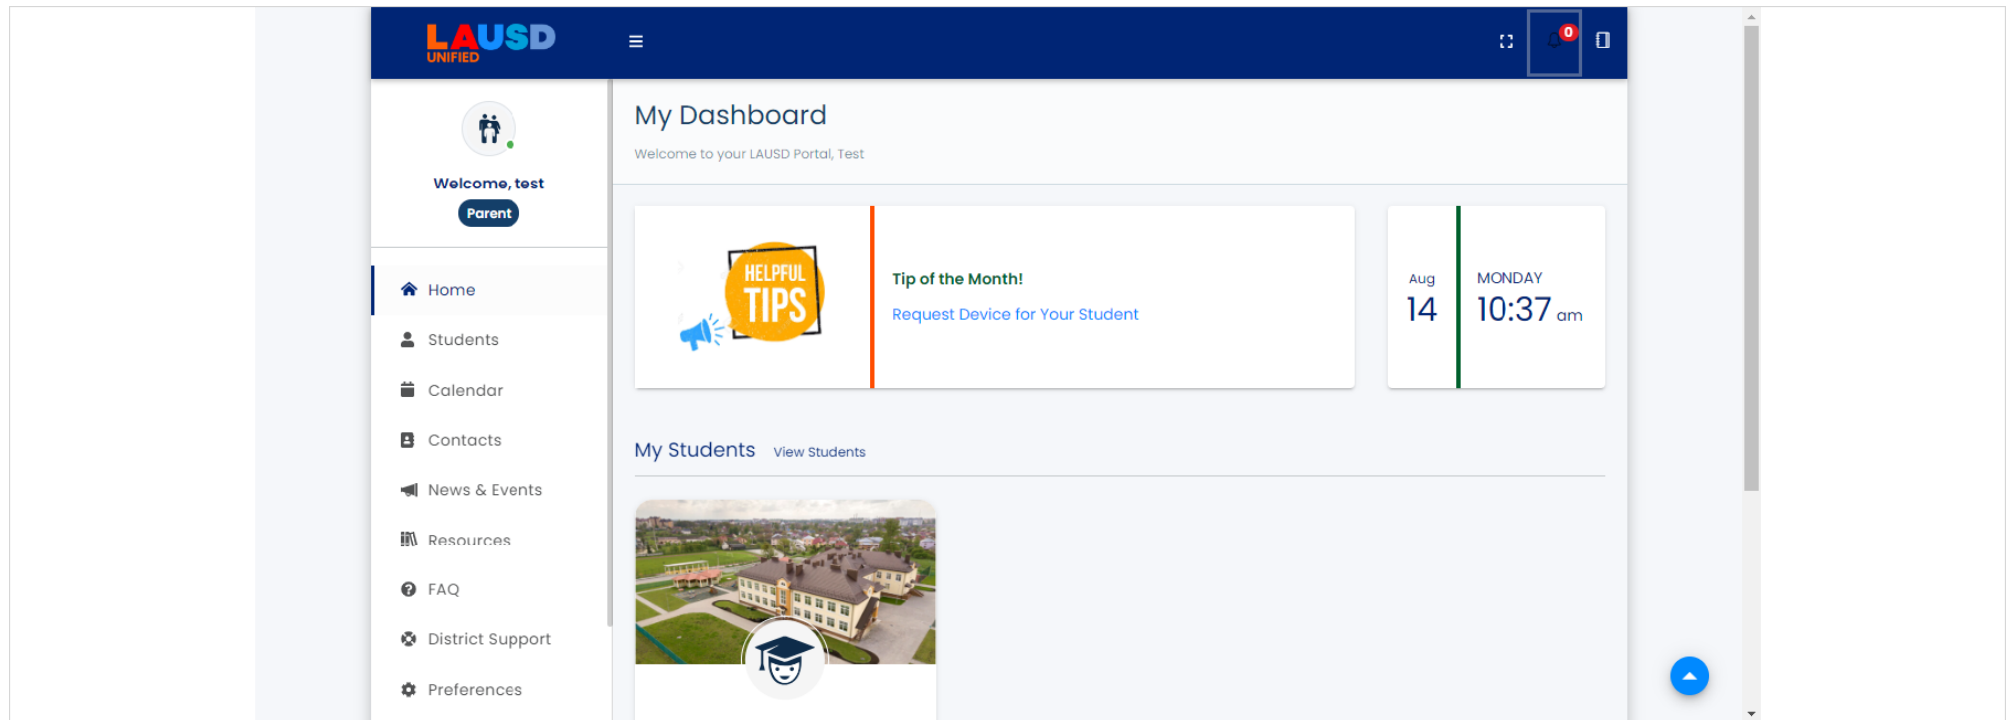 LAUSD
UNIFIED
0
Welcome, test
Parent
Home
Students
Calendar
Contacts
News & Events
Resources
FAQ
District Support
Preferences
My Dashboard
Welcome to your LAUSD Portal, Test
HELPFUL
TIPS
Tip of the Month!
Request Device for Your Student
Aug
14
MONDAY
10:37 am
My Students View Students